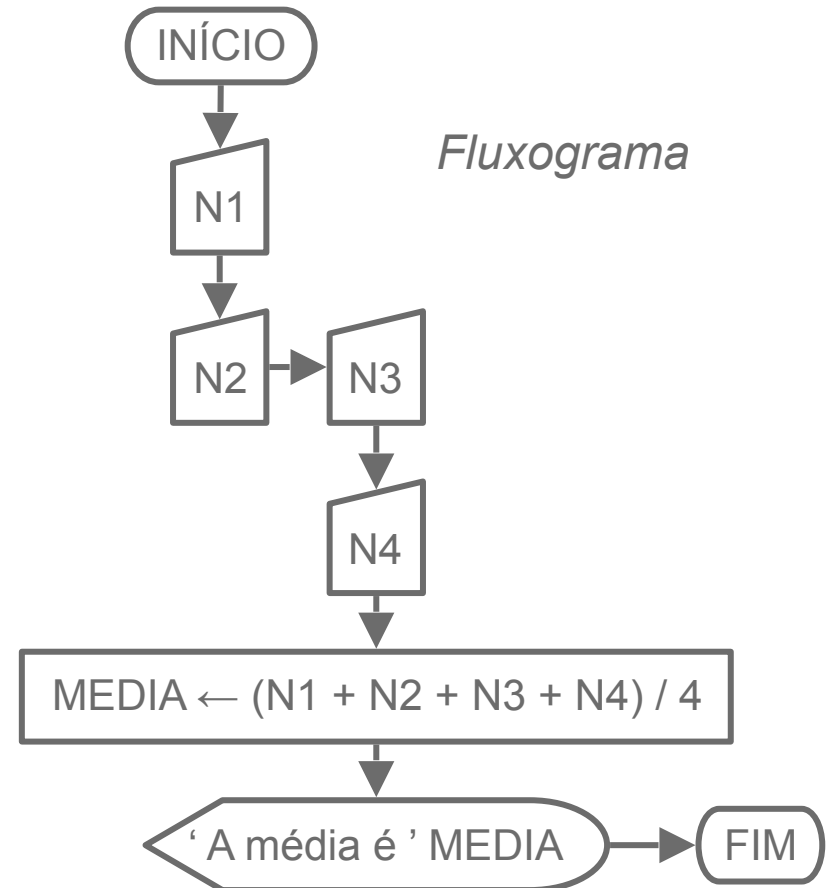 INÍCIO
Fluxograma
N1
N2
N3
N4
MEDIA ← (N1 + N2 + N3 + N4) / 4
‘ A média é ’ MEDIA
FIM